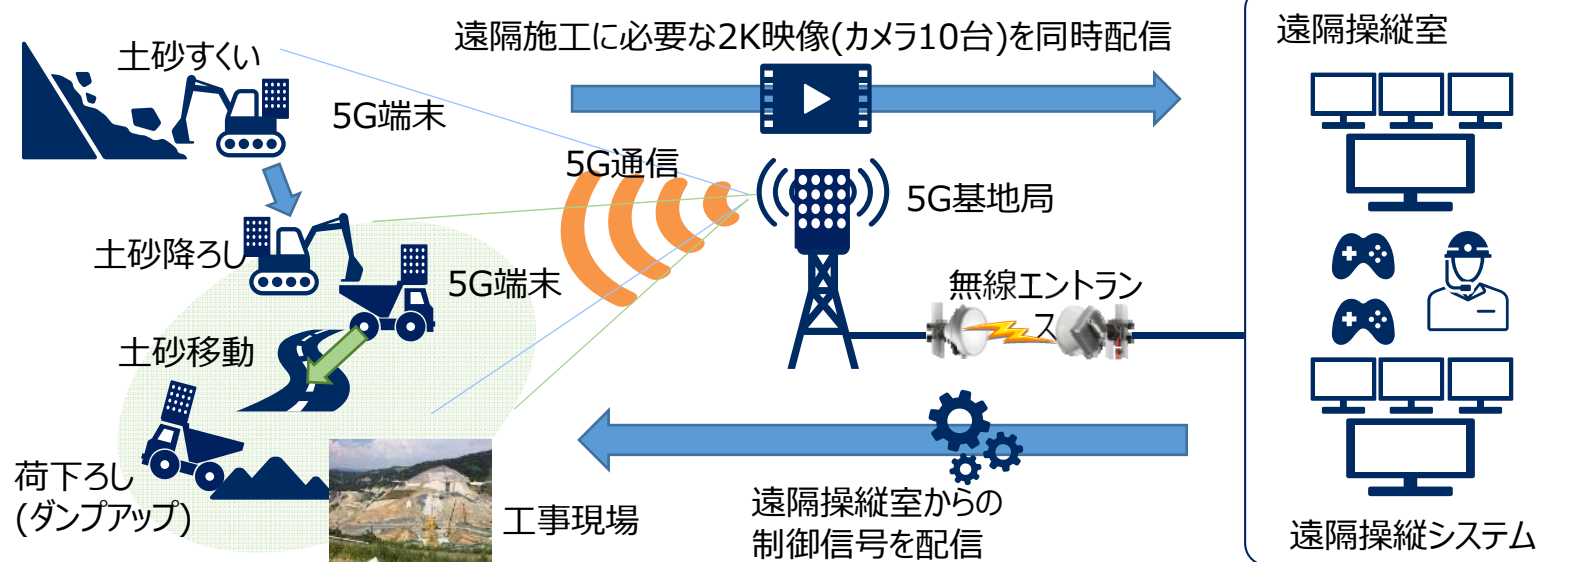 遠隔施工に必要な2K映像(カメラ10台)を同時配信
遠隔操縦室
土砂すくい
5G端末
5G通信
5G基地局
土砂降ろし
5G端末
無線エントラン
ス
土砂移動
荷下ろし
(ダンプアップ)
工事現場
遠隔操縦室からの
制御信号を配信
遠隔操縦システム